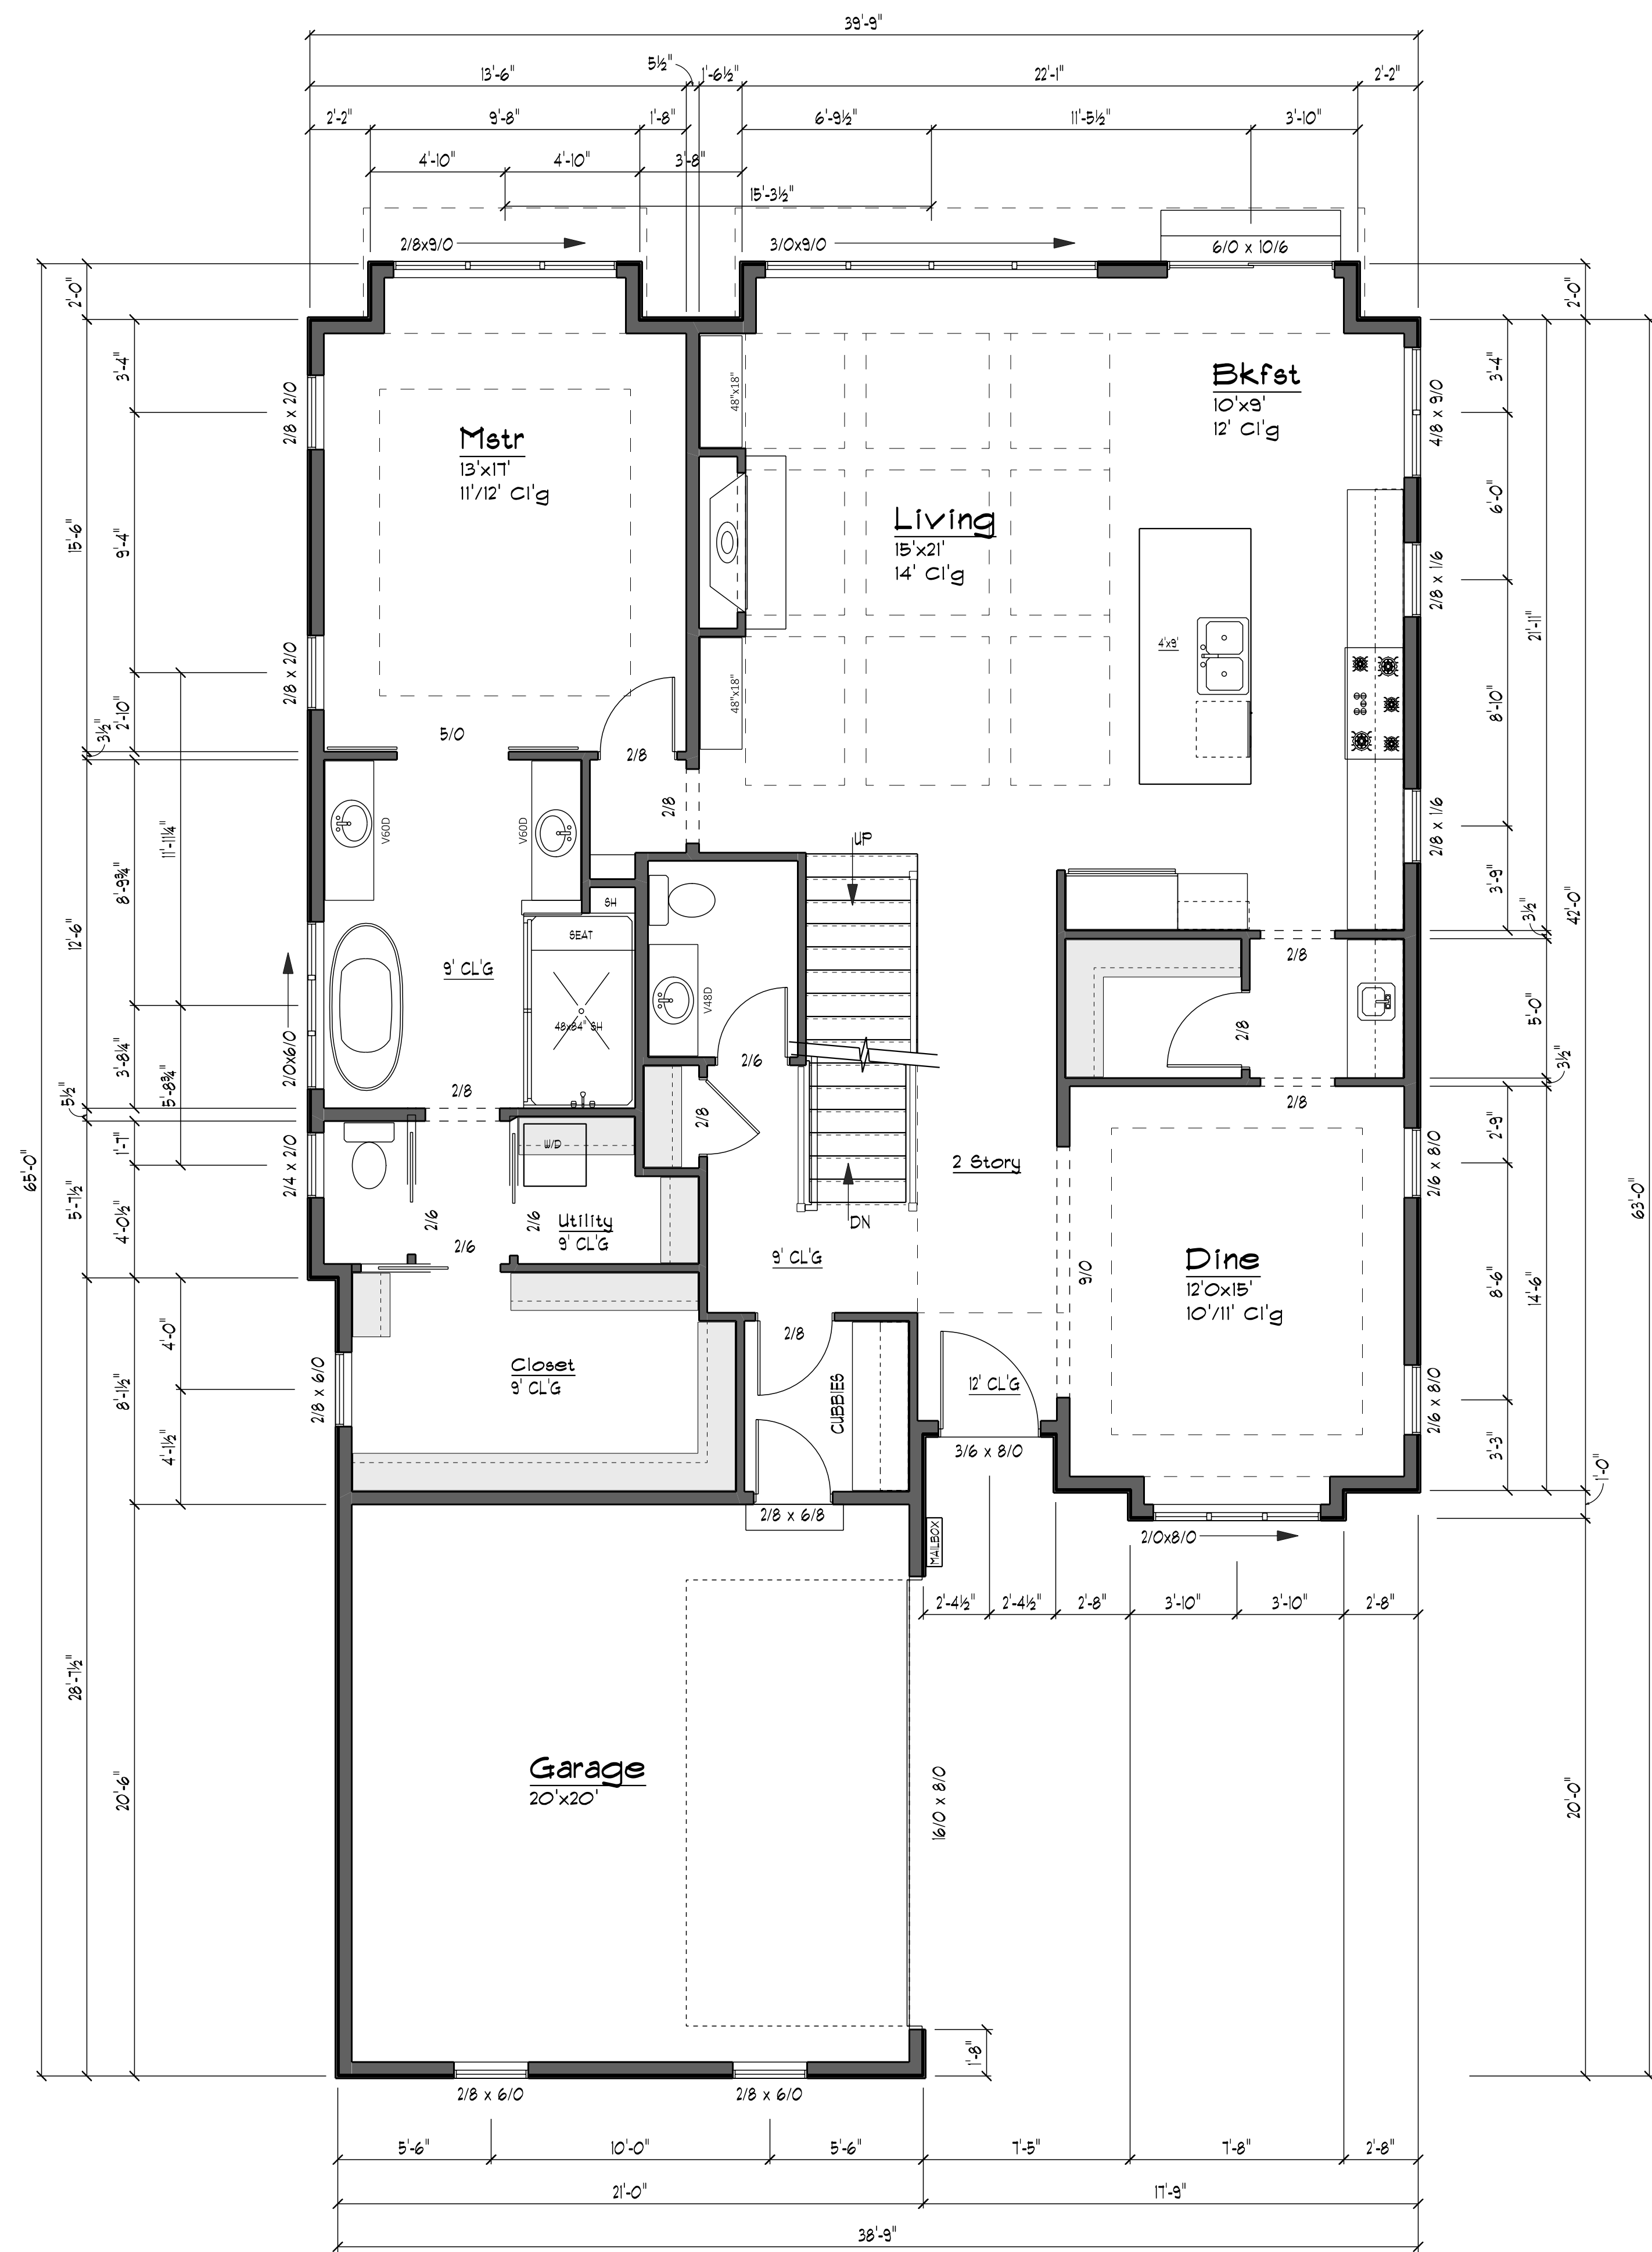 39'-9"
13'-6"
5½"
1'-6½"
22'-1"
2'-2"
2'-2"
9'-8"
1'-8"
6'-9½"
11'-5½"
3'-10"
4'-10"
4'-10"
3'-8"
15'-3½"
2/8x9/0
3/0x9/0
6/0 x 10/6
2'-0"
2'-0"
3'-4"
2/8 x 2/0
48"x18"
Mstr
13'x17'
11'/12' Cl'g
Bkfst
10'x9'
12' Cl'g
4/8 x 9/0
3'-4"
15'-6"
9'-4"
Living
15'x21'
14' Cl'g
6'-0"
2/8 x 1/6
21'-11"
4'x9'
2/8 x 2/0
2'-10"
3½"
48"x18"
8'-10"
5/0
2/8
2/8
V60D
V60D
11'-11¼"
8'-9¾"
12'-6"
UP
2/8 x 1/6
3'-9"
3½"
42'-0"
SH
SEAT
9' CL'G
48x84" SH
V48D
2/8
2/8
5'-0"
3½"
2/0x6/0
3'-8¼"
5'-8¾"
5½"
2/8
2/6
2/8
2/8
2'-9"
65'-0"
1'-7"
2/4 x 2/0
W/D
5'-7½"
4'-0½"
2/6
2/6
2/6
Utility
9' CL'G
2 Story
DN
9' CL'G
9/0
Dine
12'0x15'
10'/11' Cl'g
2/6 x 8/0
8'-6"
14'-6"
63'-0"
4'-0"
2/8
Closet
9' CL'G
CUBBIES
12' CL'G
2/8 x 6/0
8'-1½"
4'-1½"
3/6 x 8/0
2/6 x 8/0
3'-3"
1'-0"
2/8 x 6/8
MAILBOX
2/0x8/0
2'-4½"
2'-4½"
2'-8"
3'-10"
3'-10"
2'-8"
28'-7½"
20'-6"
Garage
20'x20'
16/0 x 8/0
20'-0"
1'-8"
2/8 x 6/0
2/8 x 6/0
5'-6"
10'-0"
5'-6"
7'-5"
7'-8"
2'-8"
21'-0"
17'-9"
38'-9"